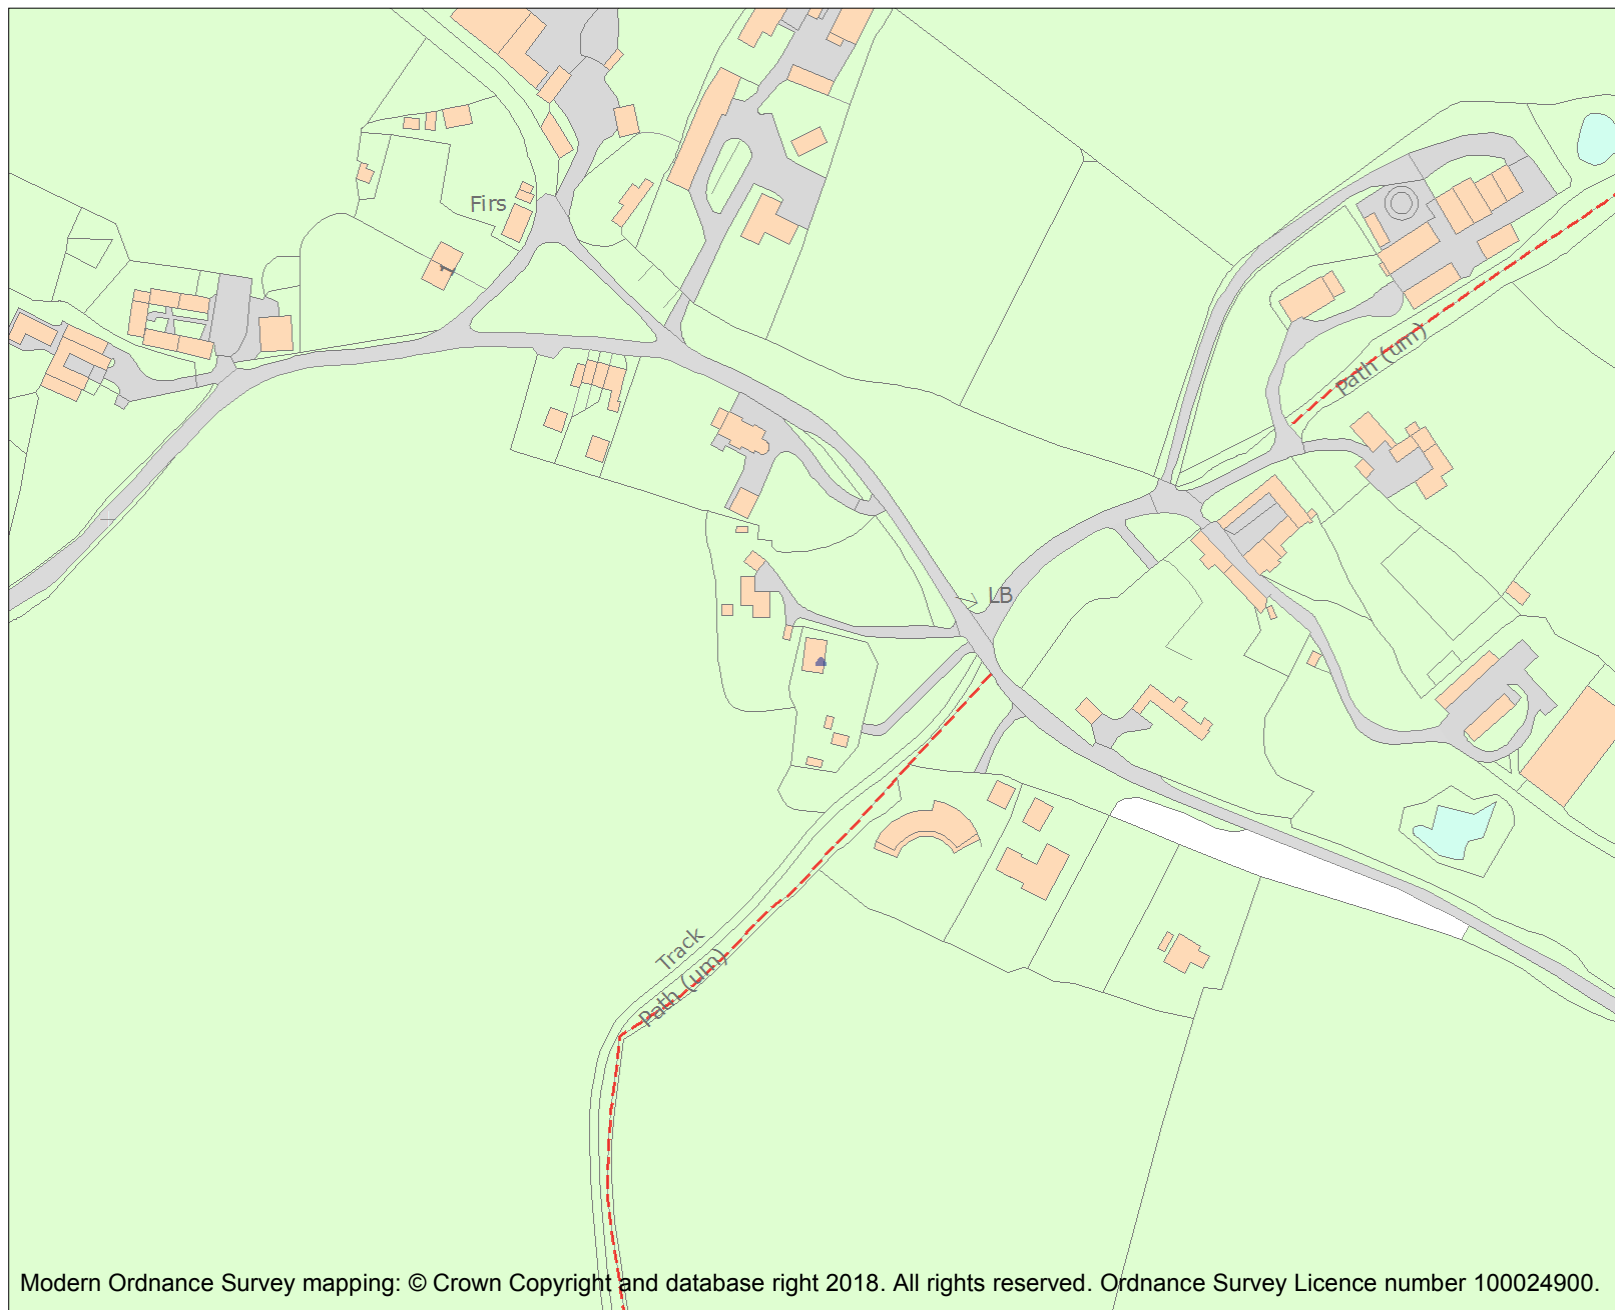 Firs
1
Path (um)
LB
Track
Path (um)
Modern Ordnance Survey mapping: © Crown Copyright and database right 2018. All rights reserved. Ordnance Survey Licence number 100024900.